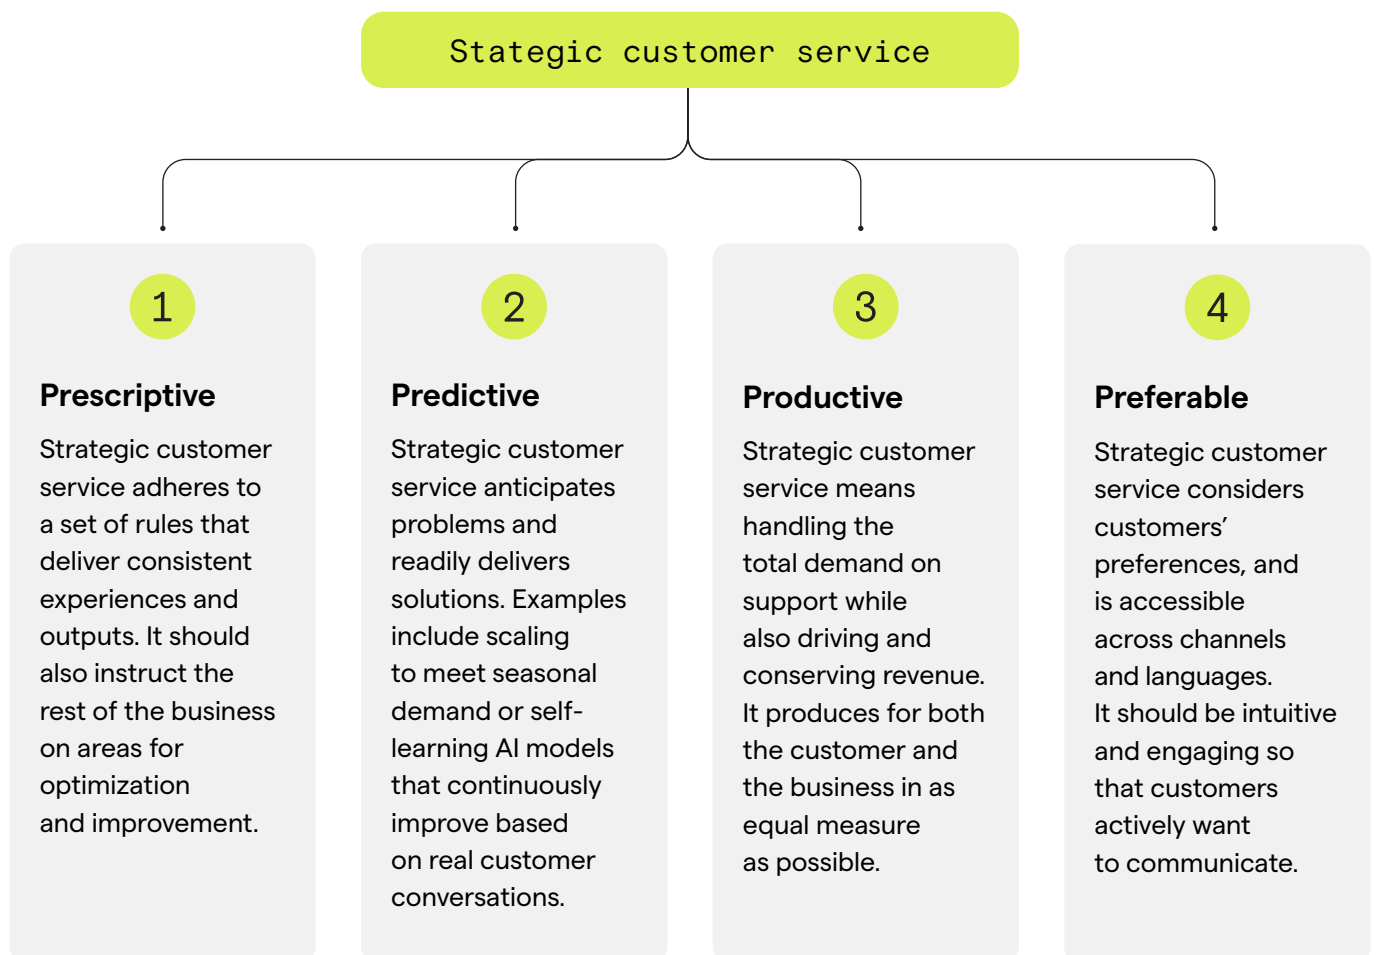 Stategic customer service
1
Prescriptive
Strategic customer
service adheres to
a set of rules that
deliver consistent
experiences and
outputs. It should
also instruct the
rest of the business
on areas for
optimization
and improvement.
2
Predictive
Strategic customer
service anticipates
problems and
readily delivers
solutions. Examples
include scaling
to meet seasonal
demand or self-
learning AI models
that continuously
improve based
on real customer
conversations.
3
Productive
Strategic customer
service means
handling the
total demand on
support while
also driving and
conserving revenue.
It produces for both
the customer and
the business in as
equal measure
as possible.
4
Preferable
Strategic customer
service considers
customers’
preferences, and
is accessible
across channels
and languages.
It should be intuitive
and engaging so
that customers
actively want
to communicate.